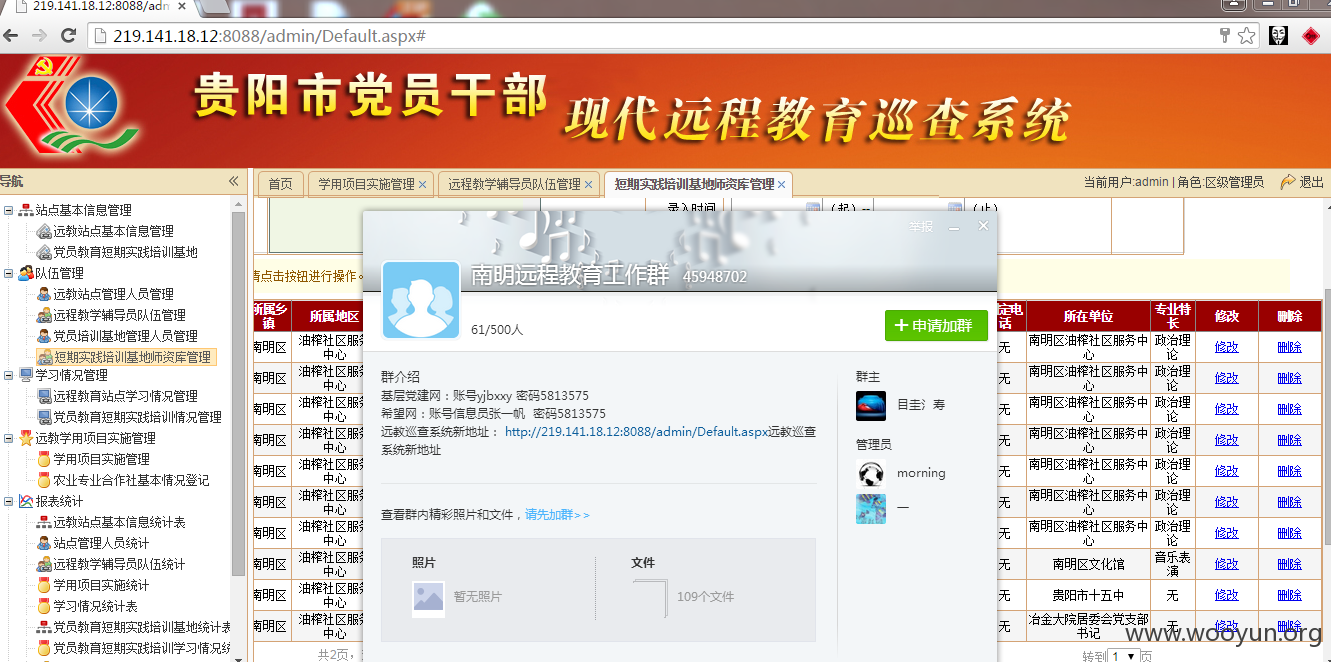 219.141.18.12:8088/adn
219.141.18.12:8088/admin/Default.aspx#
贵阳市党员干部
现代远程教育巡查系统
导航
首页
学用项目实施管理
远程教学辅导员队伍管理
短期实践培训基地师资库管理
当前用户:admin | 角色:区级管理员
退出
站点基本信息管理
远教站点基本信息管理
党员教育短期实践培训基地
队伍管理
远教站点管理人员管理
远程教学辅导员队伍管理
党员培训基地管理人员管理
短期实践培训基地师资库管理
学习情况管理
远程教育站点学习情况管理
党员教育短期实践培训情况管理
远教学用项目实施管理
学用项目实施管理
农业专业合作社基本情况登记
报表统计
远教站点基本信息统计表
站点管理人员统计
远程教学辅导员队伍统计
学用项目实施统计
学习情况统计表
党员教育短期实践培训基地统计表
党员教育短期实践培训学习情况统
录入时间
(起) --
(止)
请点击按钮进行操作。
举报
南明远程教育工作群 45948702
61/500人
申请加群
群介绍
基层党建网：账号yjbxxy 密码5813575
希望网：账号信息员张一帆 密码5813575
远教巡查系统新地址： http://219.141.18.12:8088/admin/Default.aspx远教巡查
系统新地址
查看群内精彩照片和文件，请先加群>>
照片
暂无照片
文件
109个文件
群主
目圭氵寿
管理员
morning
一
所属乡镇 所属地区
南明区 油榨社区服务中心
南明区 油榨社区服务中心
南明区 油榨社区服务中心
南明区 油榨社区服务中心
南明区 油榨社区服务中心
南明区 油榨社区服务中心
南明区 油榨社区服务中心
南明区 油榨社区服务中心
南明区 油榨社区服务中心
南明区 油榨社区服务中心
定电话 所在单位 专业特长 修改 删除
无 南明区油榨社区服务中心 政治理论 修改 删除
无 南明区油榨社区服务中心 政治理论 修改 删除
无 南明区油榨社区服务中心 政治理论 修改 删除
无 南明区油榨社区服务中心 政治理论 修改 删除
无 南明区油榨社区服务中心 政治理论 修改 删除
无 南明区油榨社区服务中心 政治理论 修改 删除
无 南明区油榨社区服务中心 政治理论 修改 删除
无 南明区文化馆 音乐表演 修改 删除
无 贵阳市十五中 无 修改 删除
无 冶金大院居委会党支部书记 无 修改 删除
共2页，
转到 1 页
www.wooyun.org